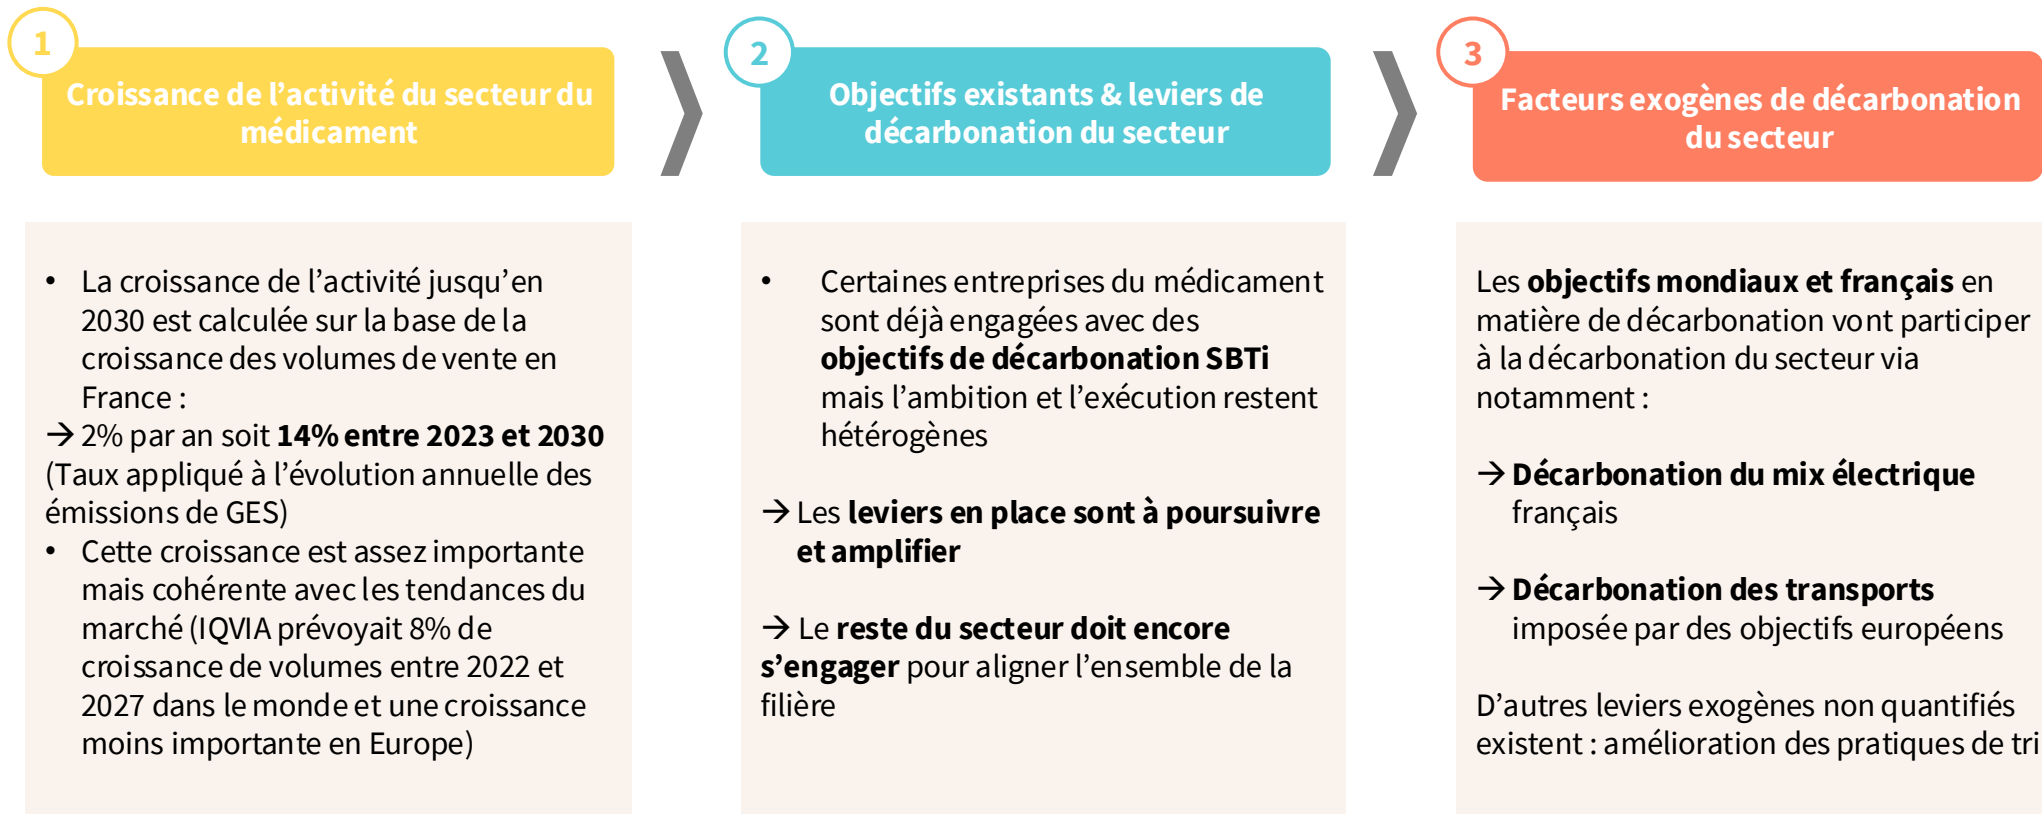 1
Croissance de l’activité du secteur du
médicament
2
Objectifs existants & leviers de
décarbonation du secteur
3
Facteurs exogènes de décarbonation
du secteur
• La croissance de l’activité jusqu’en
2030 est calculée sur la base de la
croissance des volumes de vente en
France :
→ 2% par an soit 14% entre 2023 et 2030
(Taux appliqué à l’évolution annuelle des
émissions de GES)
• Cette croissance est assez importante
mais cohérente avec les tendances du
marché (IQVIA prévoyait 8% de
croissance de volumes entre 2022 et
2027 dans le monde et une croissance
moins importante en Europe)
• Certaines entreprises du médicament
sont déjà engagées avec des
objectifs de décarbonation SBTi
mais l’ambition et l’exécution restent
hétérogènes
→ Les leviers en place sont à poursuivre
et amplifier
→ Le reste du secteur doit encore
s’engager pour aligner l’ensemble de la
filière
Les objectifs mondiaux et français en
matière de décarbonation vont participer
à la décarbonation du secteur via
notamment :
→ Décarbonation du mix électrique
français
→ Décarbonation des transports
imposée par des objectifs européens
D’autres leviers exogènes non quantifiés
existent : amélioration des pratiques de tri